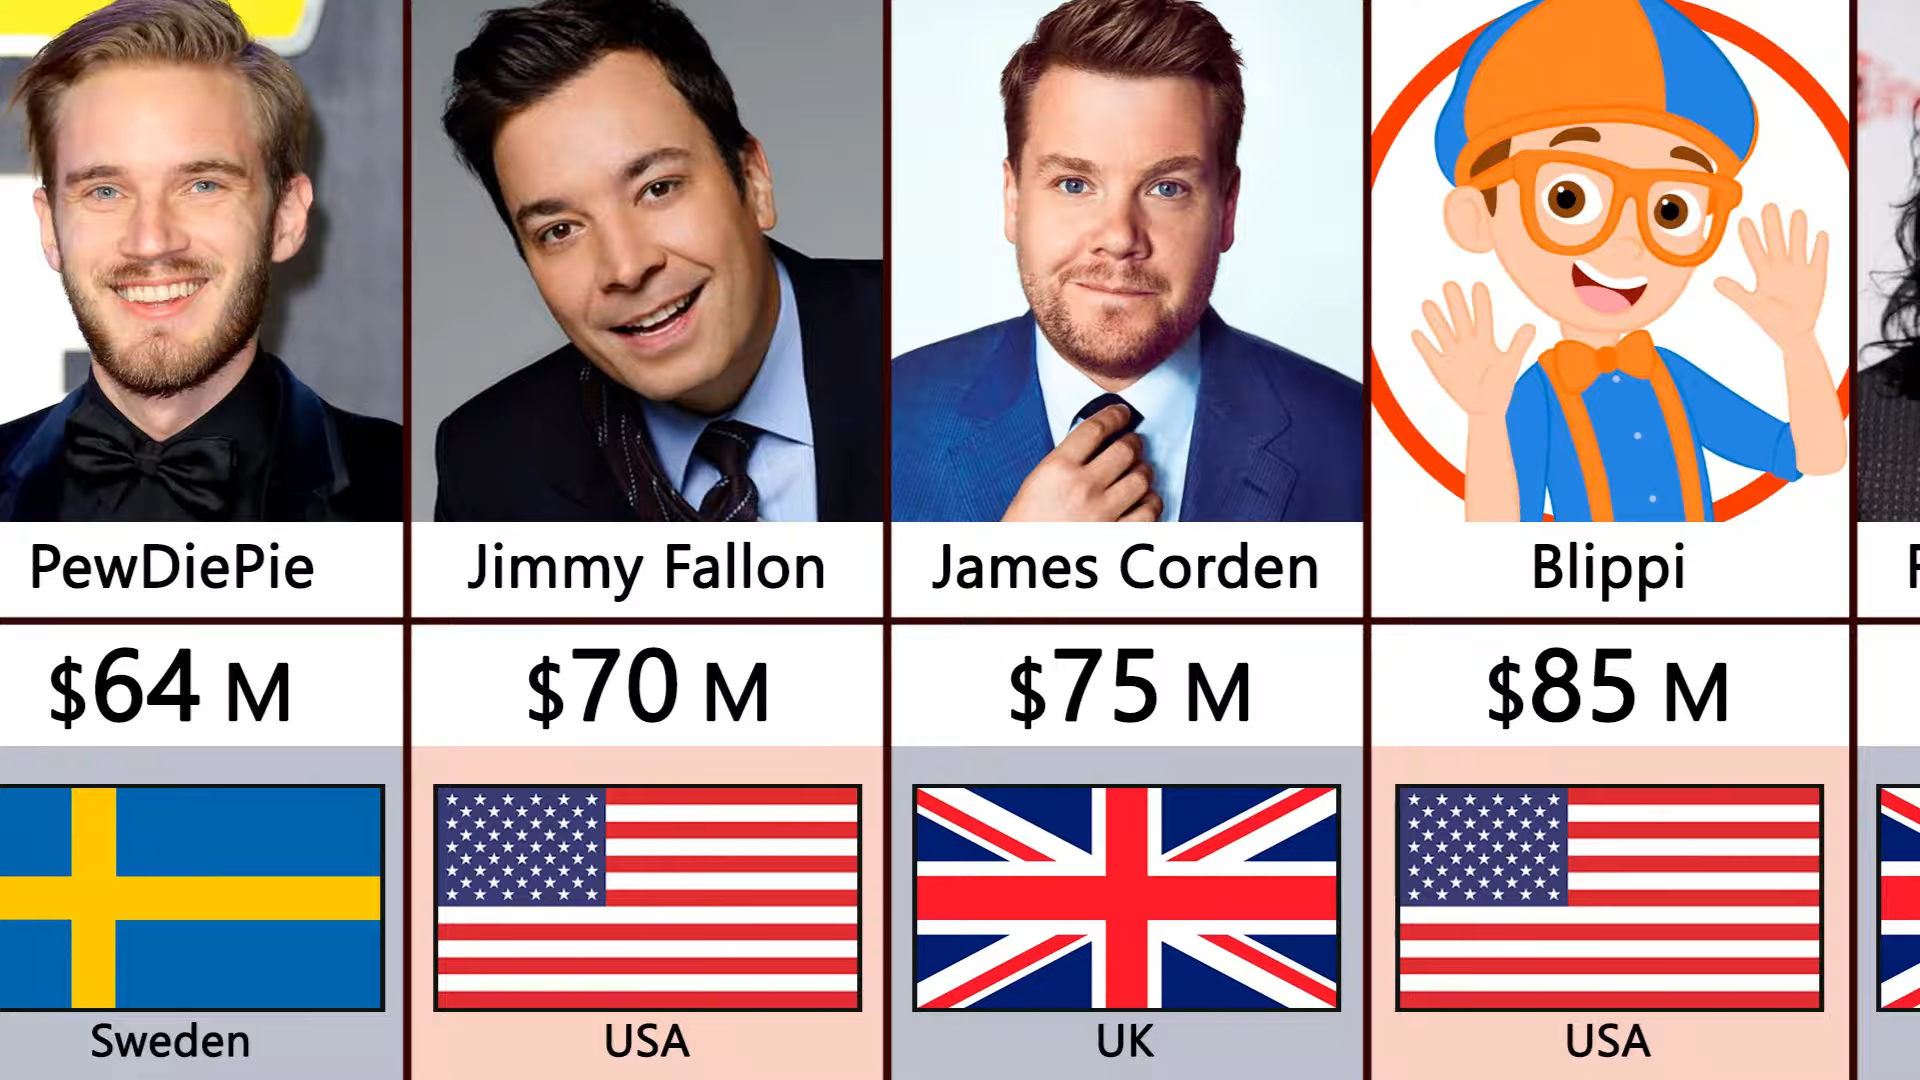 PewDiePie
Jimmy Fallon
James Corden
Blippi
$64 M
$70 M
$75 M
$85 M
Sweden
USA
UK
USA